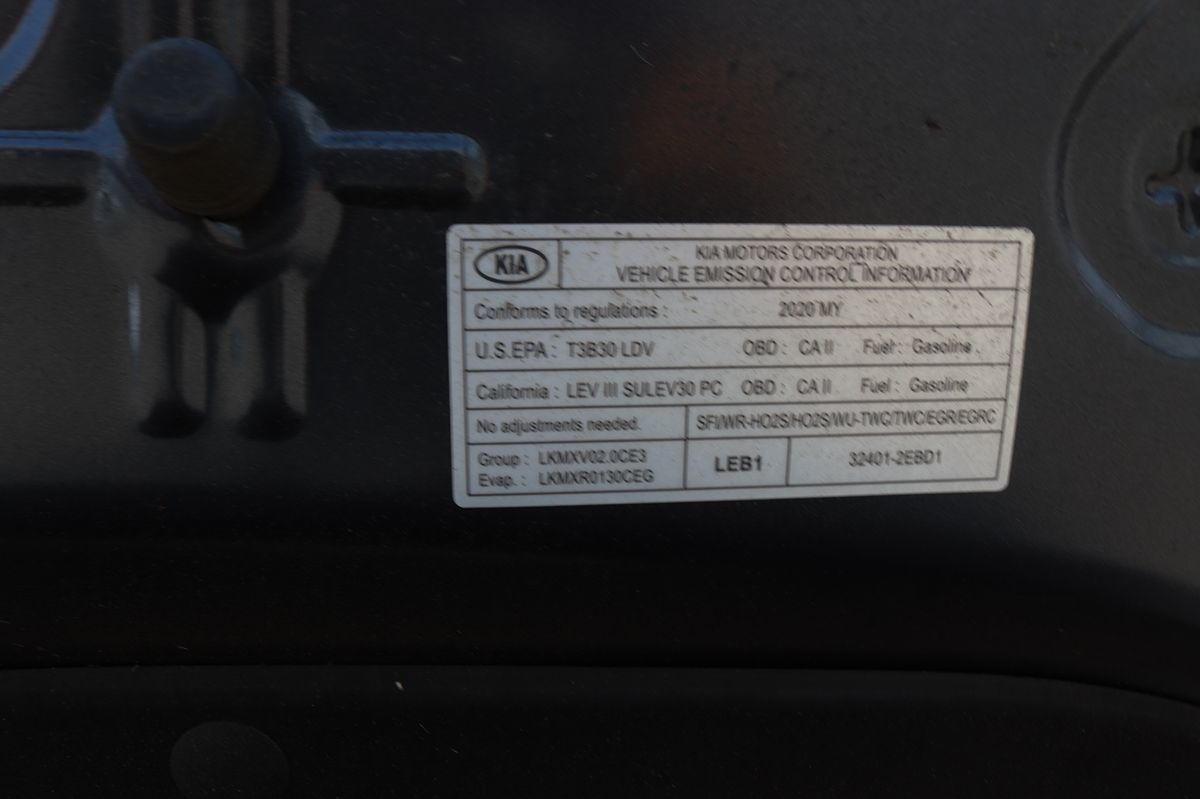 KIA
KIA MOTORS CORPORATION
VEHICLE EMISSION CONTROL INFORMATION
Conforms to regulations : 2020 MY
U.S.EPA : T3B30 LDV OBD : CA II Fuel : Gasoline
California : LEV III SULEV30 PC OBD : CA II Fuel : Gasoline
No adjustments needed. SFI/WR-HO2S/HO2S/WU-TWC/TWC/EGR/EGRC
Group : LKMXV02.0CE3
Evap. : LKMXR0130CEG
LEB1
32401-2EBD1